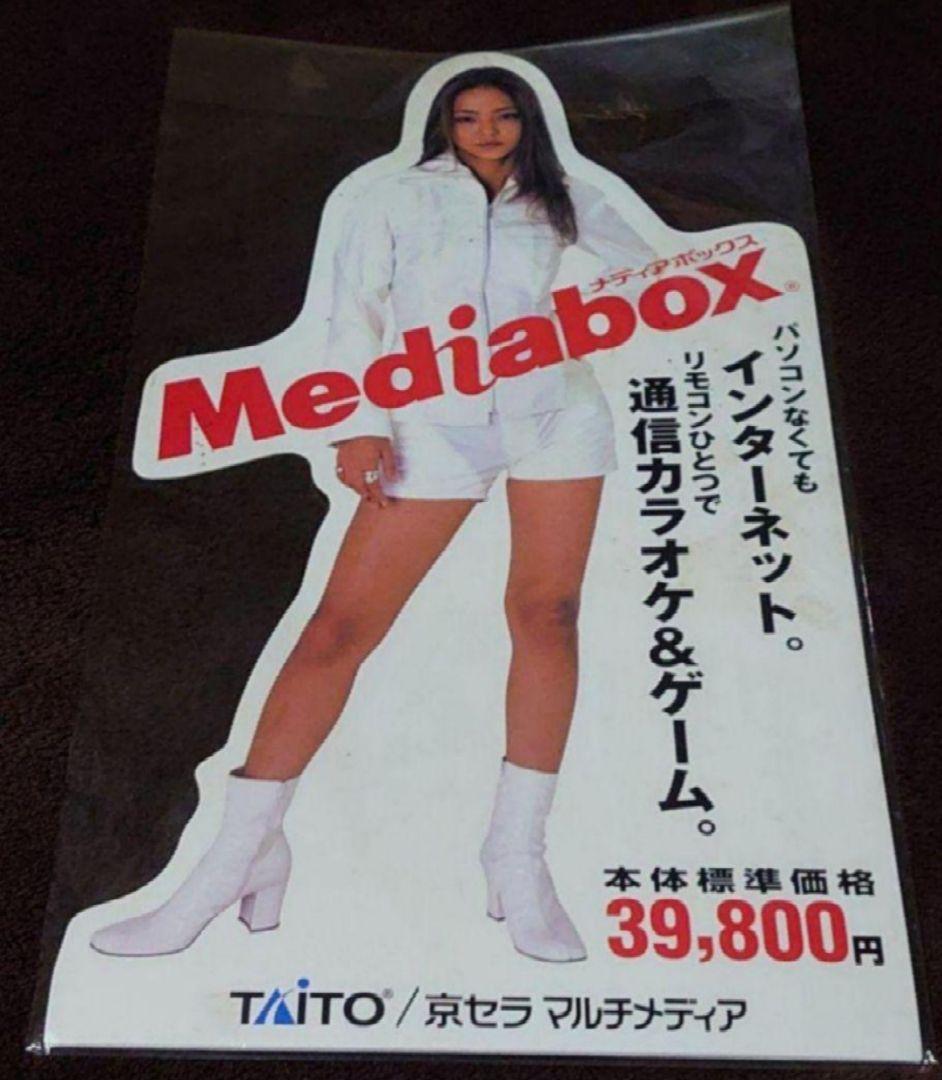 メディアボックス
Mediabox®
パソコンなくても
インターネット。
リモコンひとつで
通信カラオケ&ゲーム。
本体標準価格
39,800円
TAiTO®/京セラ マルチメディア